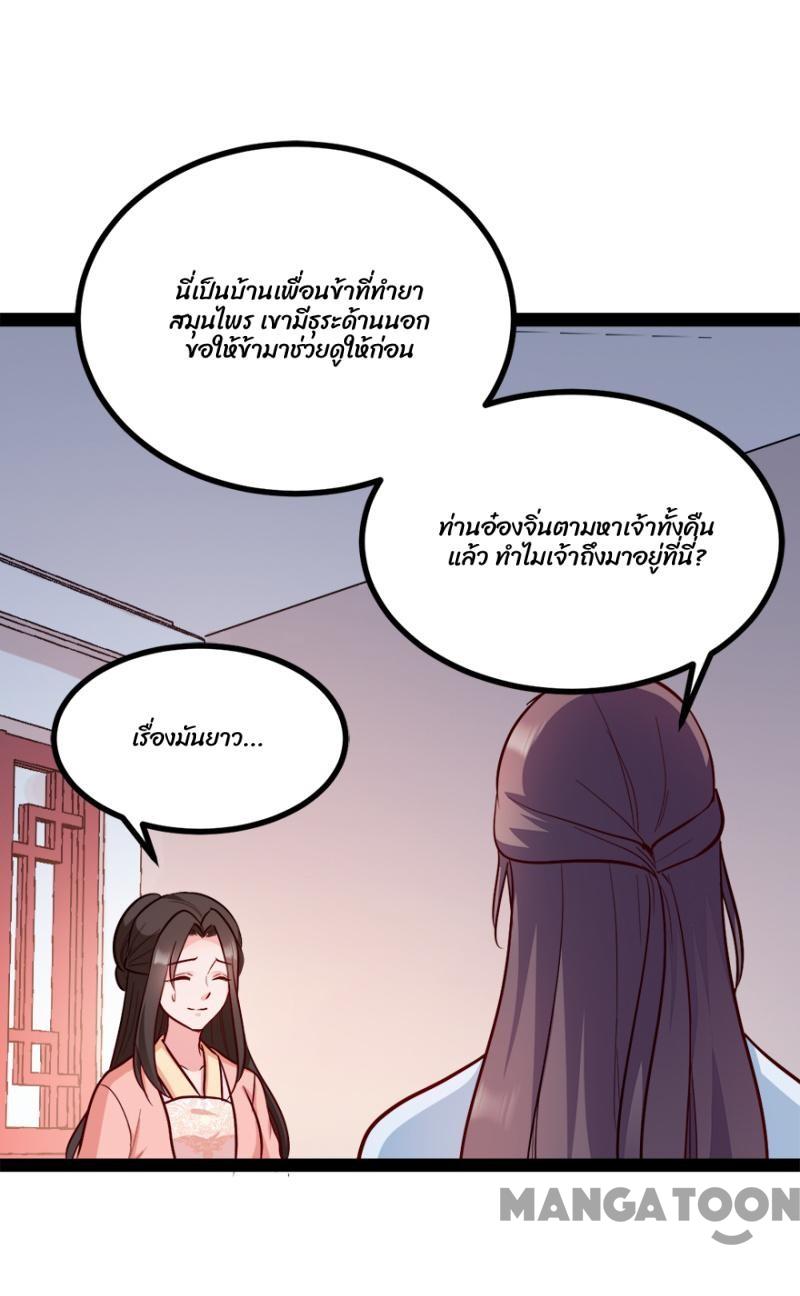 นี่เป็นบ้านเพื่อนข้าที่ทำยา
สมุนไพร เขามีธุระด้านนอก
ขอให้ข้ามาช่วยดูให้ก่อน
ท่านอ๋องจิ่นตามหาเจ้าทั้งคืน
แล้ว ทำไมเจ้าถึงมาอยู่ที่นี่?
เรื่องมันยาว...
MANGATOON